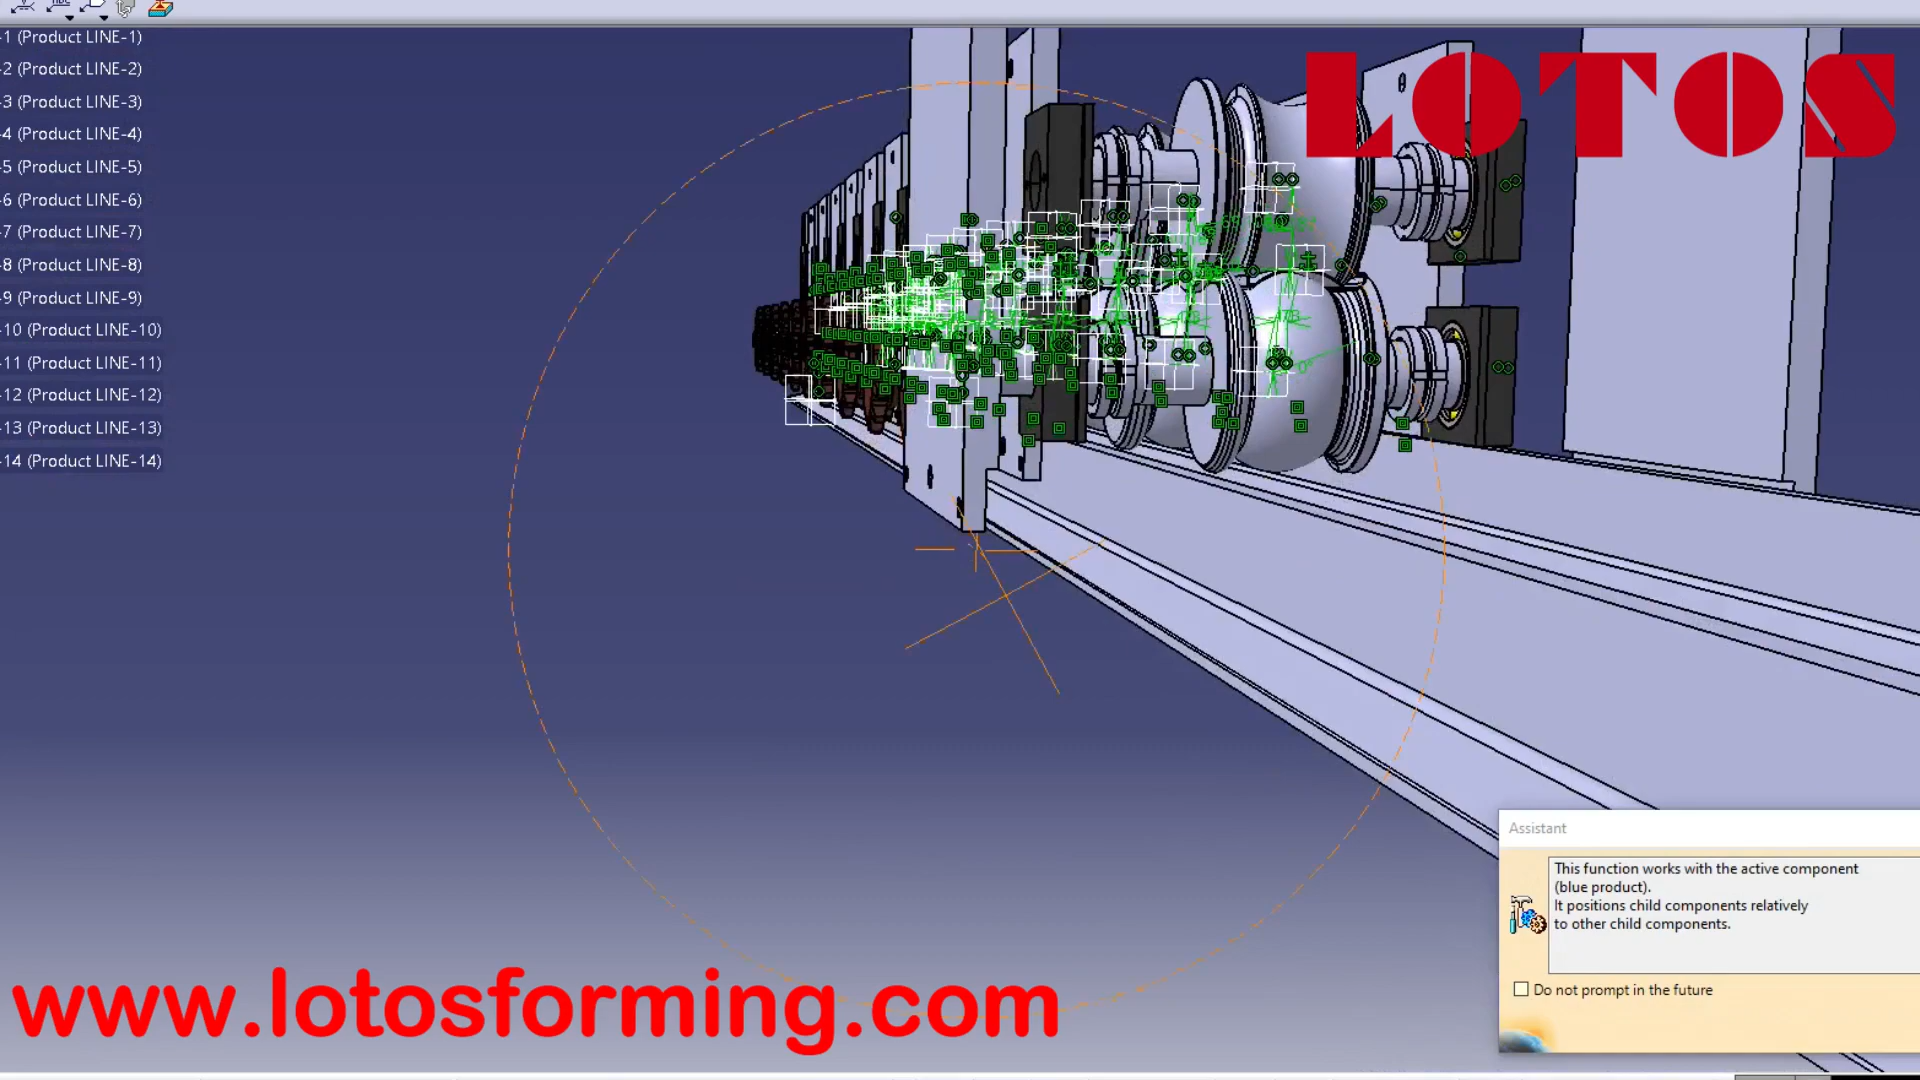 -1 (Product LINE-1)
-2 (Product LINE-2)
-3 (Product LINE-3)
-4 (Product LINE-4)
-5 (Product LINE-5)
-6 (Product LINE-6)
-7 (Product LINE-7)
-8 (Product LINE-8)
-9 (Product LINE-9)
-10 (Product LINE-10)
-11 (Product LINE-11)
-12 (Product LINE-12)
-13 (Product LINE-13)
-14 (Product LINE-14)
LOTOS
Assistant
This function works with the active component
(blue product).
It positions child components relatively
to other child components.
Do not prompt in the future
www.lotosforming.com